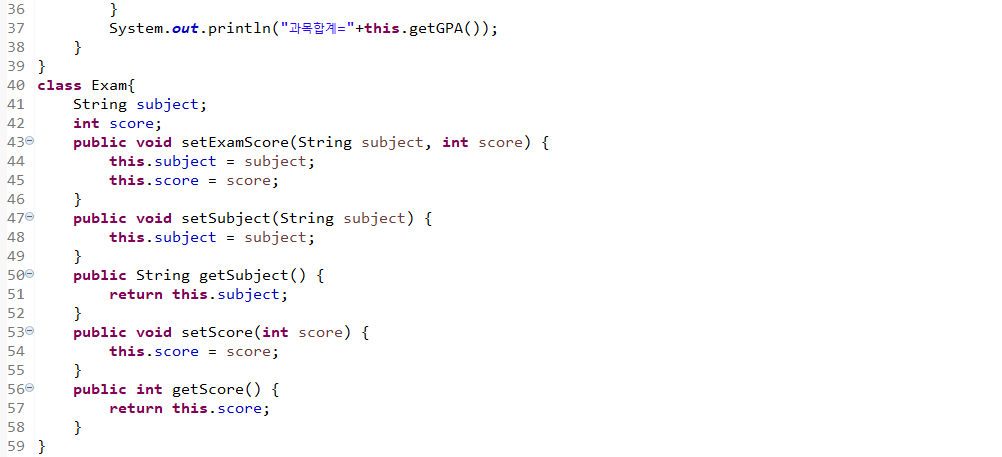 36         }
37         System.out.println("과목합계="+this.getGPA());
38     }
39 }
40 class Exam{
41     String subject;
42     int score;
43     public void setExamScore(String subject, int score) {
44         this.subject = subject;
45         this.score = score;
46     }
47     public void setSubject(String subject) {
48         this.subject = subject;
49     }
50     public String getSubject() {
51         return this.subject;
52     }
53     public void setScore(int score) {
54         this.score = score;
55     }
56     public int getScore() {
57         return this.score;
58     }
59 }